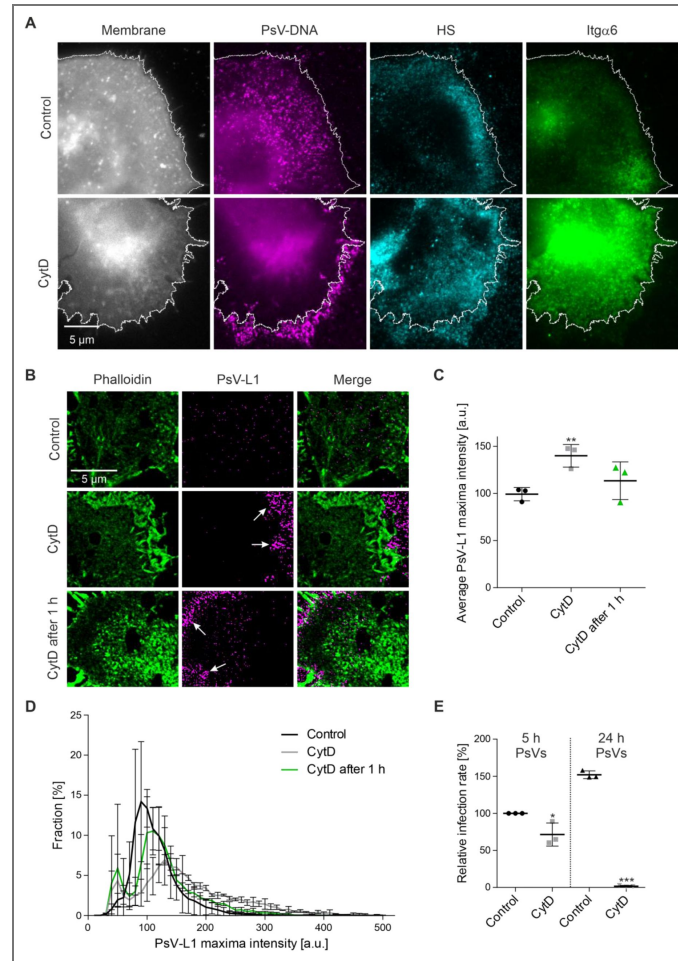 A
Membrane PsV-DNA HS Itgα6
Control
CytD
5 µm
B
Phalloidin PsV-L1 Merge
Control
5 µm
CytD
CytD after 1 h
C
Average PsV-L1 maxima intensity [a.u.]
150
100
50
0
**
Control CytD CytD after 1 h
D
Fraction [%]
25
20
15
10
5
0
Control
CytD
CytD after 1 h
0 100 200 300 400 500
PsV-L1 maxima intensity [a.u.]
E
Relative infection rate [%]
200
150
100
50
0
5 h PsVs
24 h PsVs
*
***
Control CytD Control CytD